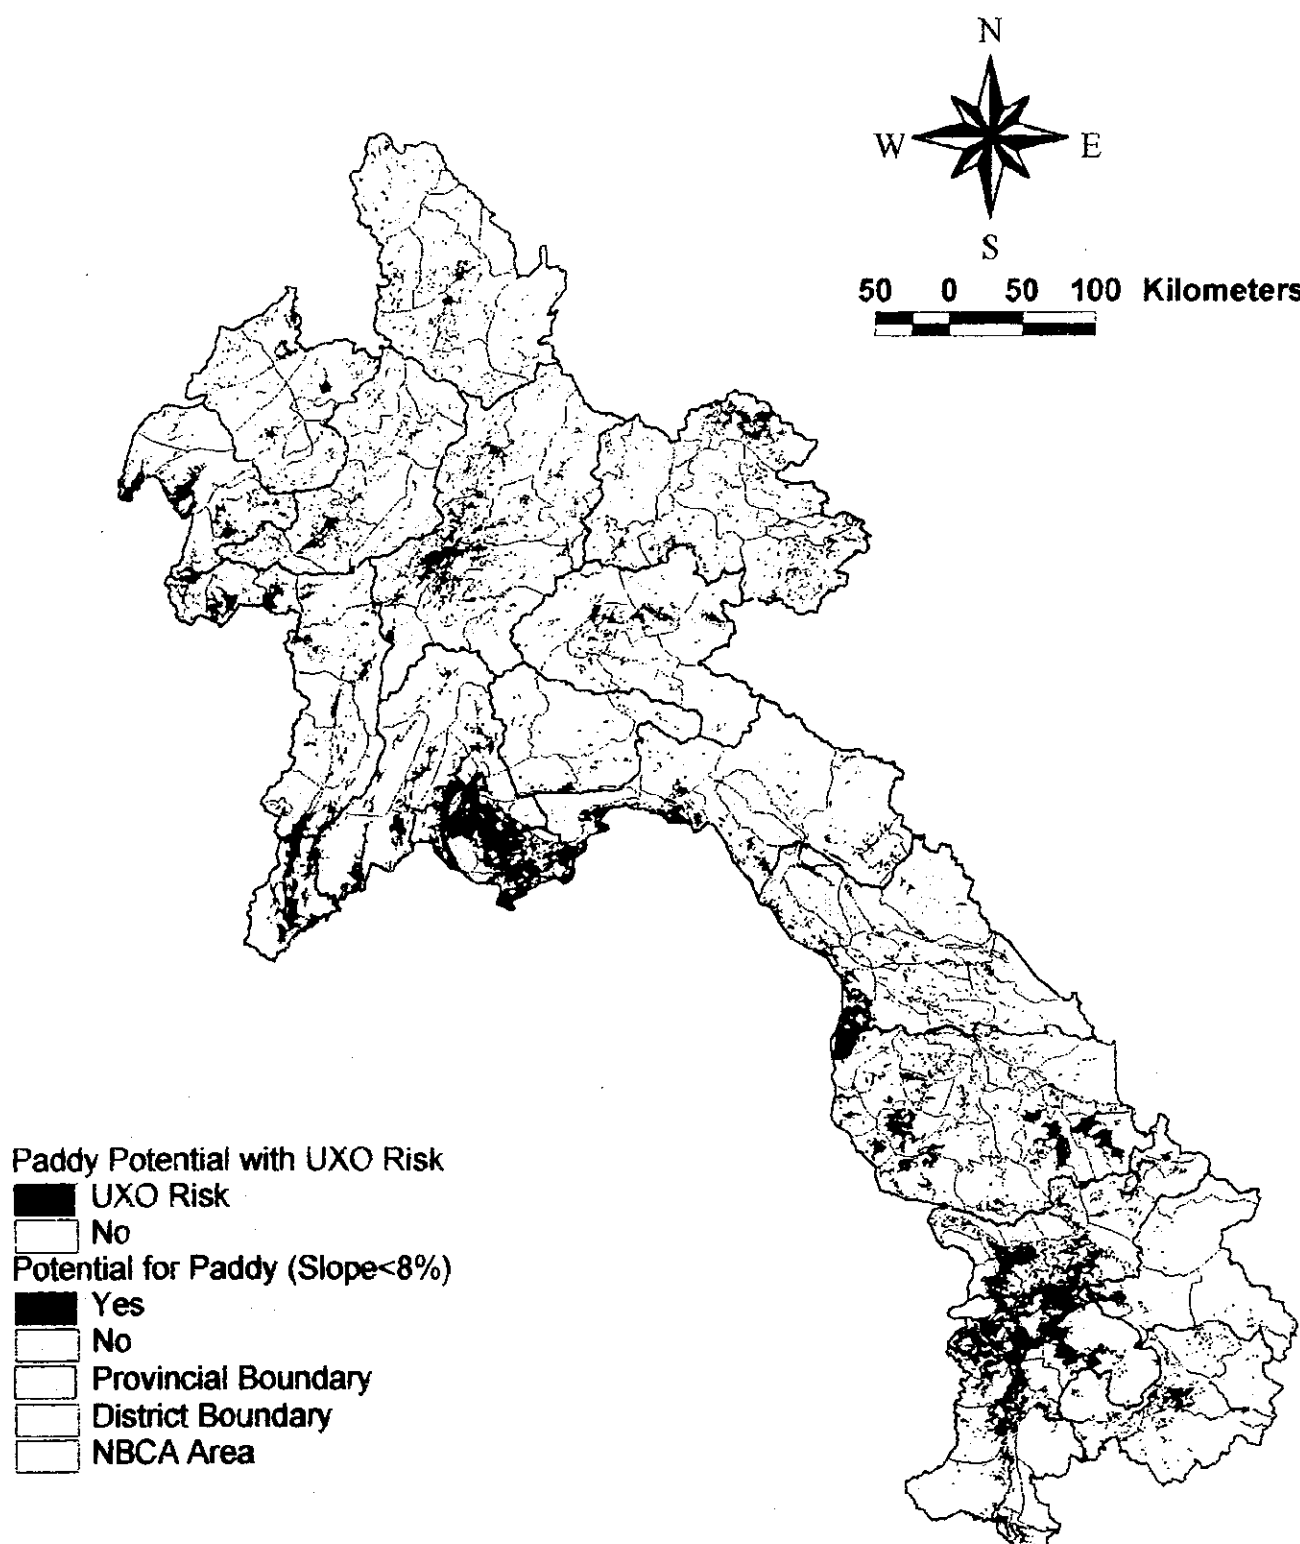 N
W E
S
50 0 50 100 Kilometers
Paddy Potential with UXO Risk
UXO Risk
No
Potential for Paddy (Slope<8%)
Yes
No
Provincial Boundary
District Boundary
NBCA Area